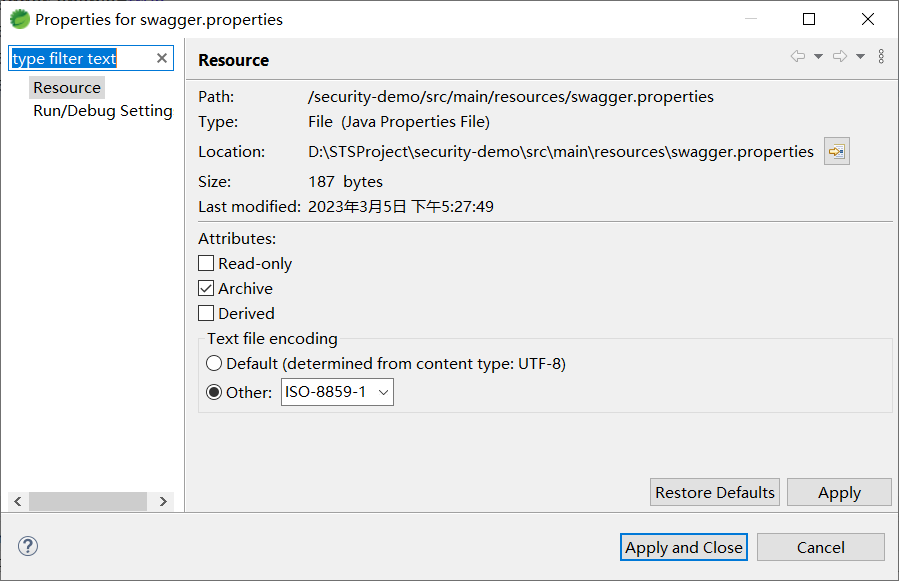 Properties for swagger.properties
type filter text
Resource
Run/Debug Setting
Resource
Path: /security-demo/src/main/resources/swagger.properties
Type: File (Java Properties File)
Location: D:\STSProject\security-demo\src\main\resources\swagger.properties
Size: 187 bytes
Last modified: 2023年3月5日 下午5:27:49
Attributes:
Read-only
Archive
Derived
Text file encoding
Default (determined from content type: UTF-8)
Other: ISO-8859-1
Restore Defaults
Apply
Apply and Close
Cancel